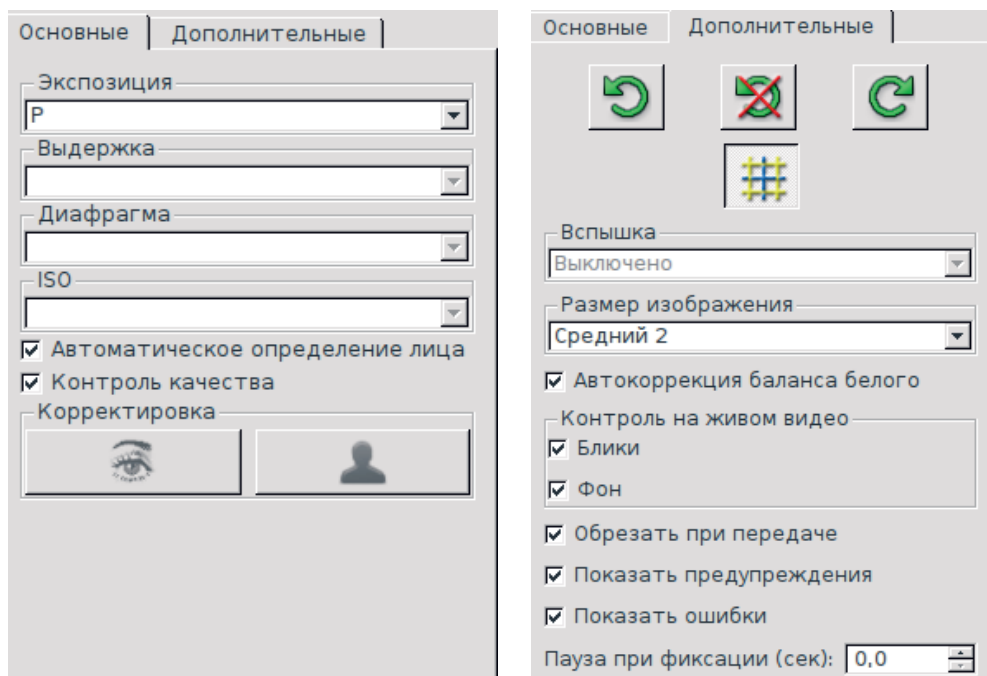 Основные
Дополнительные
Экспозиция
P
Выдержка
Диафрагма
ISO
Автоматическое определение лица
Контроль качества
Корректировка
Основные
Дополнительные
Вспышка
Выключено
Размер изображения
Средний 2
Автокоррекция баланса белого
Контроль на живом видео
Блики
Фон
Обрезать при передаче
Показать предупреждения
Показать ошибки
Пауза при фиксации (сек): 0,0